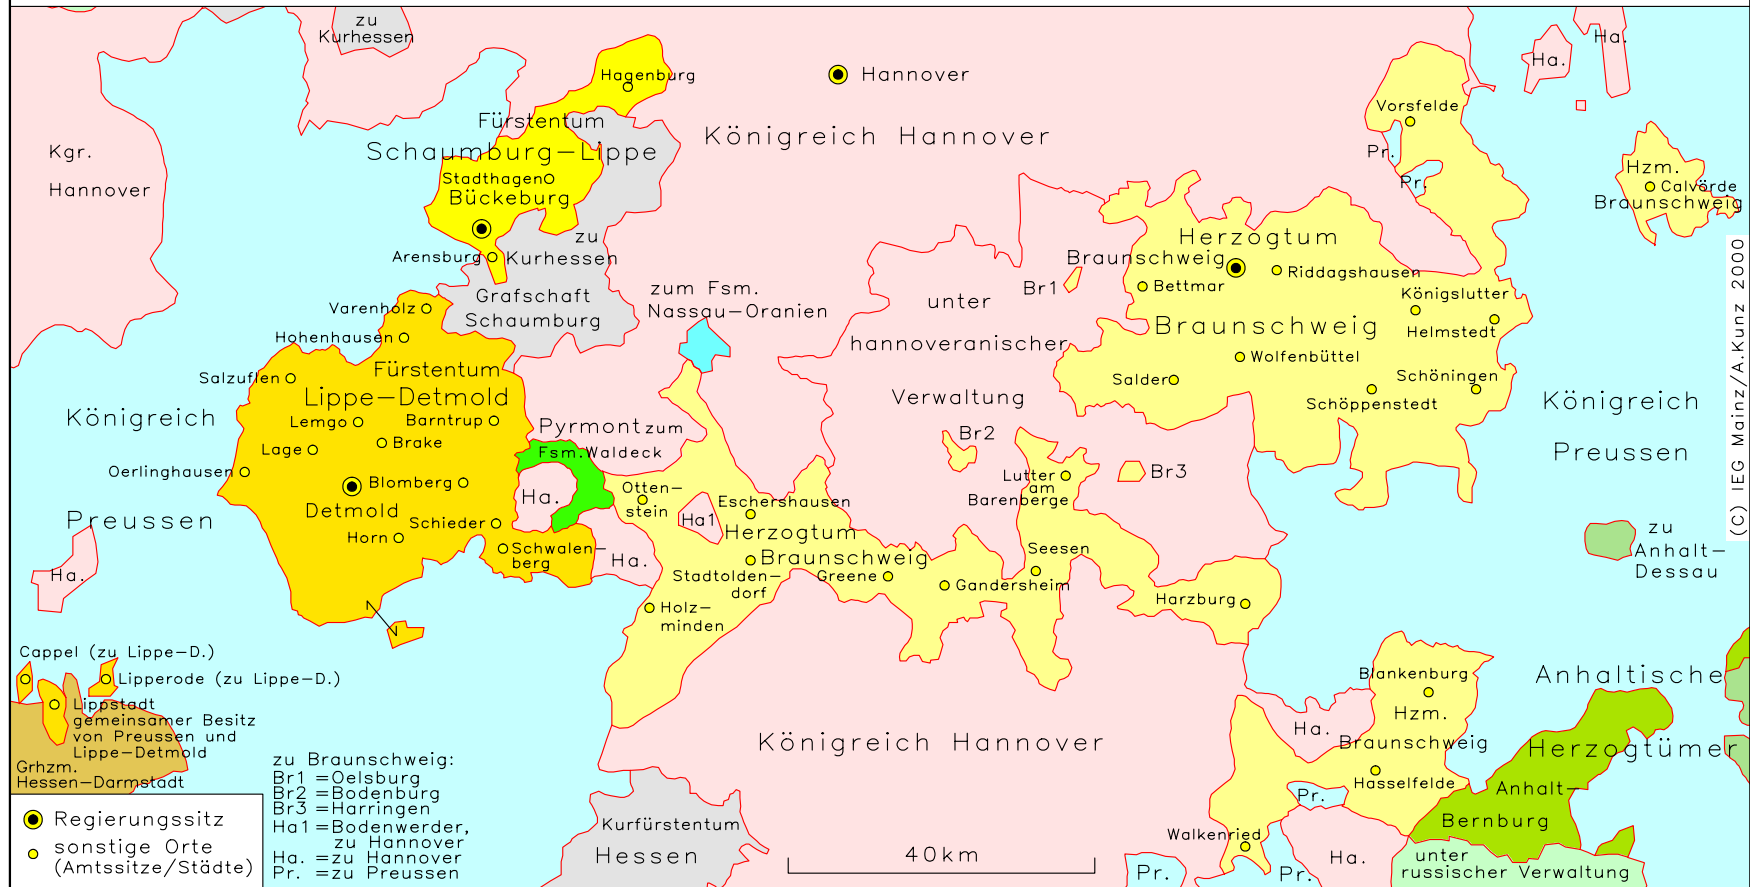 zu
Kurhessen
Hagenburg
Hannover
Ha.
Ha.
Vorsfelde
Fürstentum
Schaumburg-Lippe
Königreich Hannover
Kgr.
Hannover
Pr.
Pr.
Stadthagen
Bückeburg
Hzm.
Calvörde
Braunschweig
zu
Kurhessen
Arensburg
Herzogtum
Braunschweig
Riddagshausen
Bettmar
Br1
Grafschaft
Schaumburg
zum Fsm.
Nassau-Oranien
unter
hannoveranischer
Verwaltung
Königslutter
Helmstedt
Braunschweig
Varenholz
Hohenhausen
Wolfenbüttel
Salder
Schöningen
Schöppenstedt
Salzuflen
Fürstentum
Lippe-Detmold
Lemgo
Barntrup
Brake
Lage
Oerlinghausen
Blomberg
Detmold
Schieder
Horn
Schwalen-
berg
Königreich
Preussen
Königreich
Preussen
(C) IEG Mainz/A.Kunz 2000
Pyrmont zum
Fsm.Waldeck
Ha.
Ha.
Ha.
Otten-
stein
Ha1
Eschershausen
Herzogtum
Braunschweig
Stadtolden-
dorf
Greene
Gandersheim
Holz-
minden
Br2
Lutter
am
Barenberge
Br3
Seesen
Harzburg
zu
Anhalt-
Dessau
Cappel (zu Lippe-D.)
Lipperode (zu Lippe-D.)
Lippstadt
gemeinsamer Besitz
von Preussen und
Lippe-Detmold
Grhzm.
Hessen-Darmstadt
Blankenburg
Hzm.
Braunschweig
Hasselfelde
Ha.
Pr.
Walkenried
Anhaltische
Herzogtümer
Anhalt-
Bernburg
Königreich Hannover
Kurfürstentum
Hessen
zu Braunschweig:
Br1 =Oelsburg
Br2 =Bodenburg
Br3 =Harringen
Ha1 =Bodenwerder,
zu Hannover
Ha. =zu Hannover
Pr. =zu Preussen
Regierungssitz
sonstige Orte
(Amtssitze/Städte)
40km
Pr.
Pr.
Ha.
unter
russischer Verwaltung